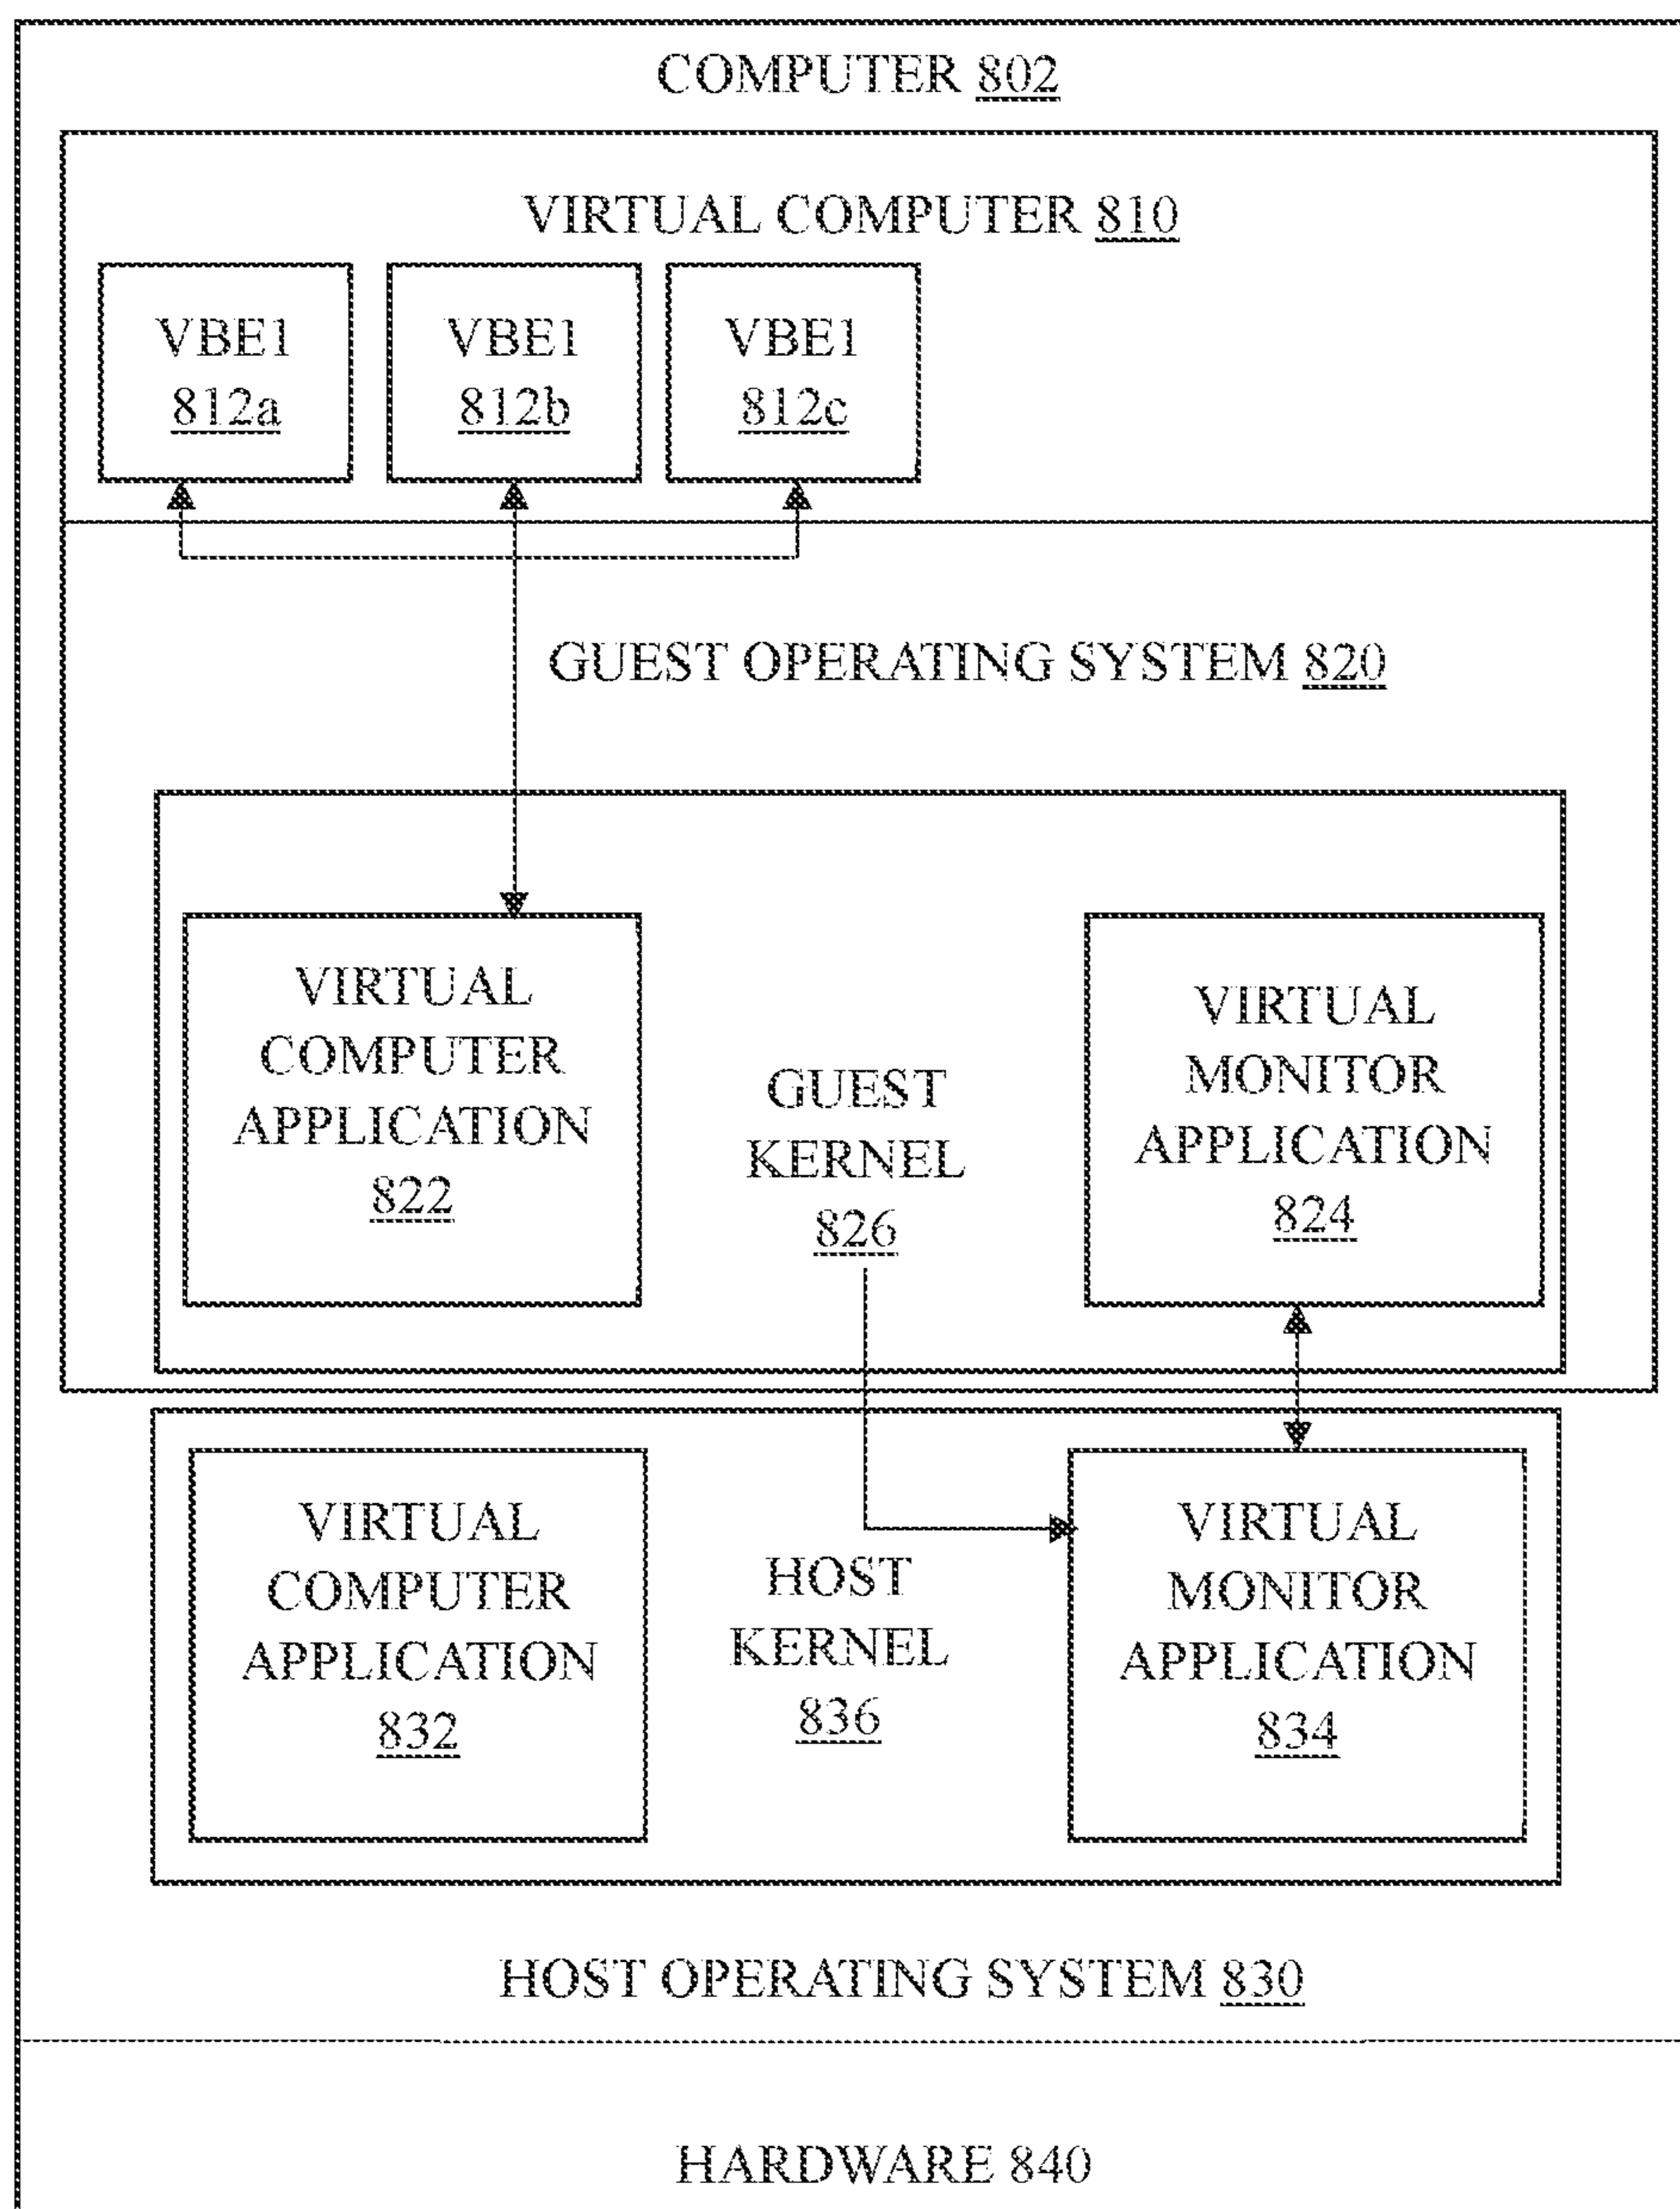 COMPUTER 802
VIRTUAL COMPUTER 810
VBE1
812a
VBE1
812b
VBE1
812c
GUEST OPERATING SYSTEM 820
VIRTUAL
COMPUTER
APPLICATION
822
GUEST
KERNEL
826
VIRTUAL
MONITOR
APPLICATION
824
VIRTUAL
COMPUTER
APPLICATION
832
HOST
KERNEL
836
VIRTUAL
MONITOR
APPLICATION
834
HOST OPERATING SYSTEM 830
HARDWARE 840